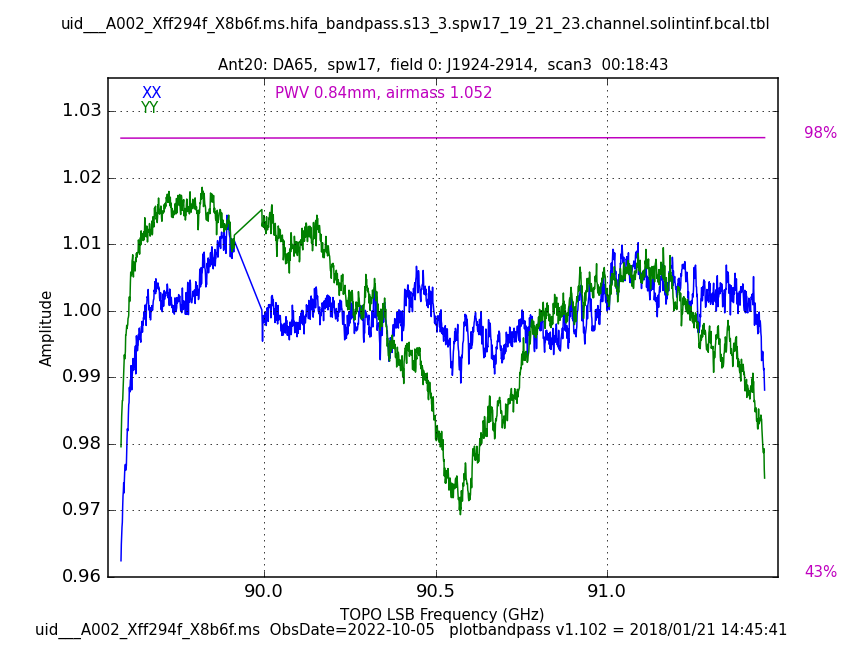 uid___A002_Xff294f_X8b6f.ms.hifa_bandpass.s13_3.spw17_19_21_23.channel.solintinf.bcal.tbl
Ant20: DA65, spw17, field 0: J1924-2914, scan3 00:18:43
XX
YY
PWV 0.84mm, airmass 1.052
98%
43%
1.03
1.02
1.01
1.00
0.99
0.98
0.97
0.96
Amplitude
90.0 90.5 91.0
TOPO LSB Frequency (GHz)
uid___A002_Xff294f_X8b6f.ms ObsDate=2022-10-05 plotbandpass v1.102 = 2018/01/21 14:45:41